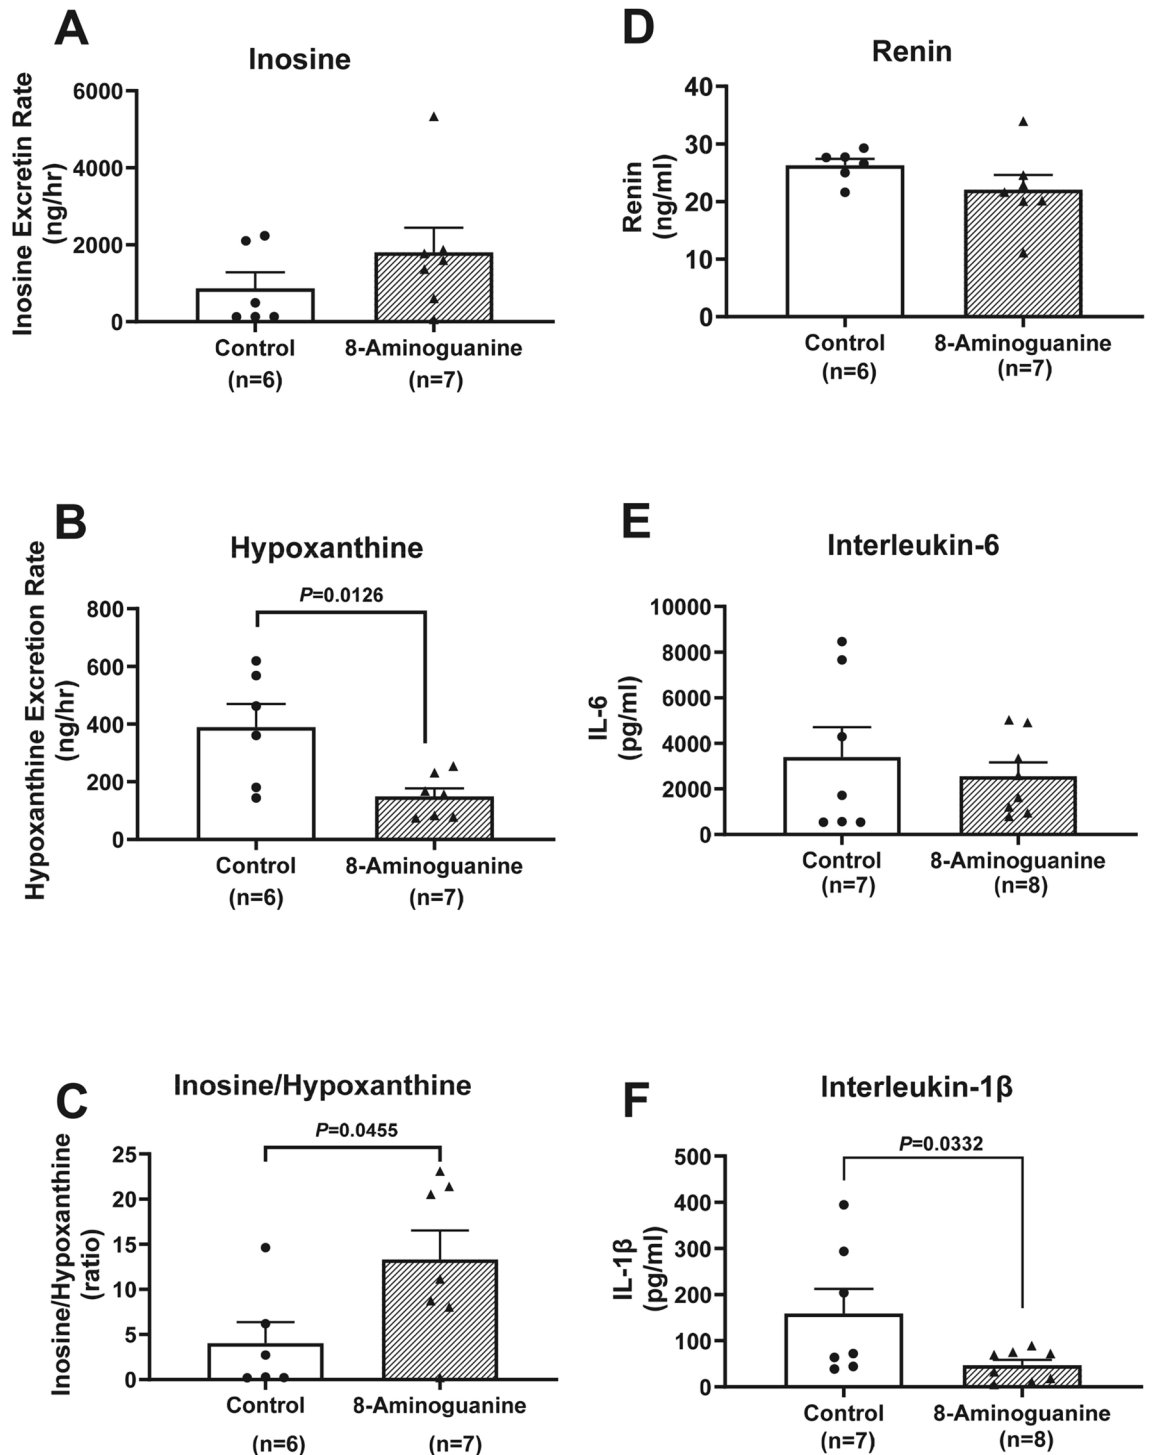 A
Inosine
Inosine Excretin Rate
(ng/hr)
6000
4000
2000
0
Control
8-Aminoguanine
(n=6)
(n=7)
D
Renin
Renin
(ng/ml)
40
30
20
10
0
Control
8-Aminoguanine
(n=6)
(n=7)
B
Hypoxanthine
P=0.0126
Hypoxanthine Excretion Rate
(ng/hr)
800
600
400
200
0
Control
8-Aminoguanine
(n=6)
(n=7)
E
Interleukin-6
IL-6
(pg/ml)
10000
8000
6000
4000
2000
0
Control
8-Aminoguanine
(n=7)
(n=8)
C
Inosine/Hypoxanthine
P=0.0455
Inosine/Hypoxanthine
(ratio)
25
20
15
10
5
0
Control
8-Aminoguanine
(n=6)
(n=7)
F
Interleukin-1β
P=0.0332
IL-1β
(pg/ml)
500
400
300
200
100
0
Control
8-Aminoguanine
(n=7)
(n=8)